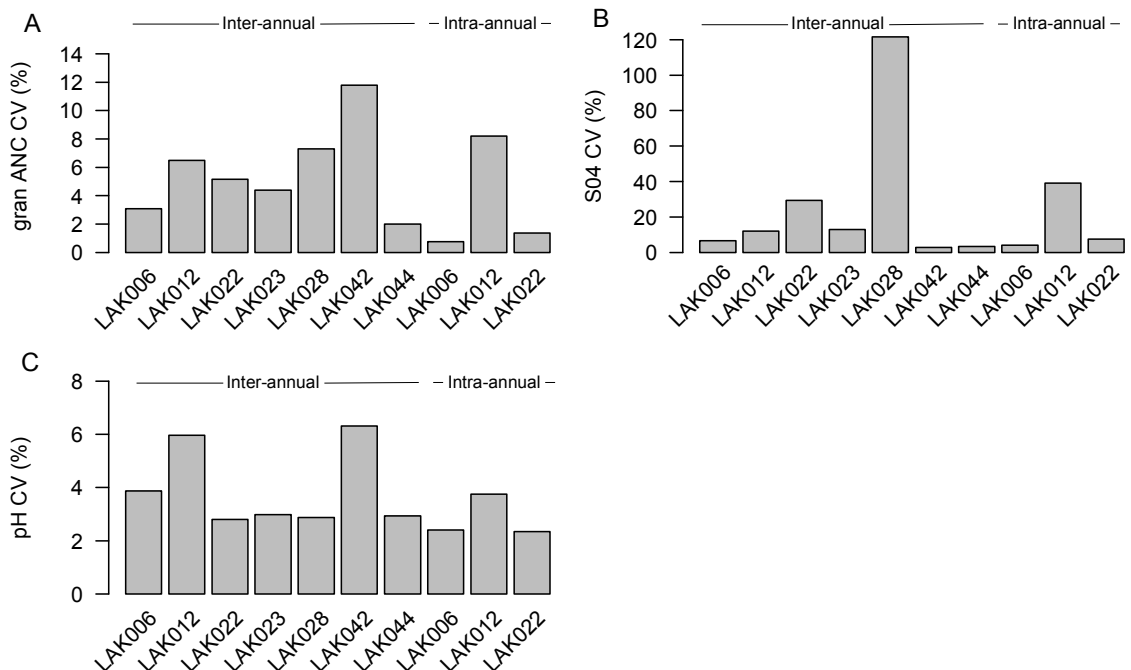 A
Inter-annual
Intra-annual
gran ANC CV (%)
14
12
10
8
6
4
2
0
LAK006
LAK012
LAK022
LAK023
LAK028
LAK042
LAK044
LAK006
LAK012
LAK022
B
Inter-annual
Intra-annual
S04 CV (%)
120
100
80
60
40
20
0
LAK006
LAK012
LAK022
LAK023
LAK028
LAK042
LAK044
LAK006
LAK012
LAK022
C
Inter-annual
Intra-annual
pH CV (%)
8
6
4
2
0
LAK006
LAK012
LAK022
LAK023
LAK028
LAK042
LAK044
LAK006
LAK012
LAK022